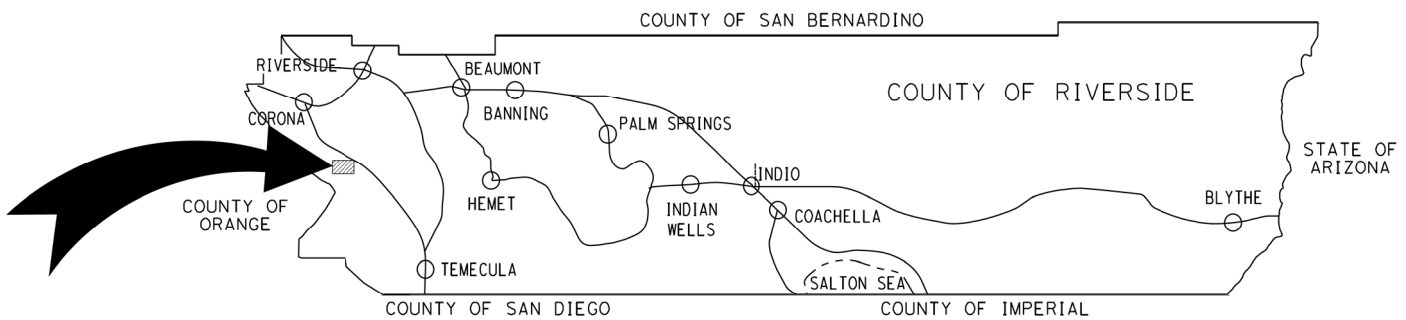 COUNTY OF SAN BERNARDINO
RIVERSIDE
BEAUMONT
COUNTY OF RIVERSIDE
CORONA
BANNING
PALM SPRINGS
STATE OF
ARIZONA
INDIO
COUNTY OF
ORANGE
HEMET
INDIAN
WELLS
COACHELLA
BLYTHE
TEMECULA
SALTON SEA
COUNTY OF SAN DIEGO
COUNTY OF IMPERIAL